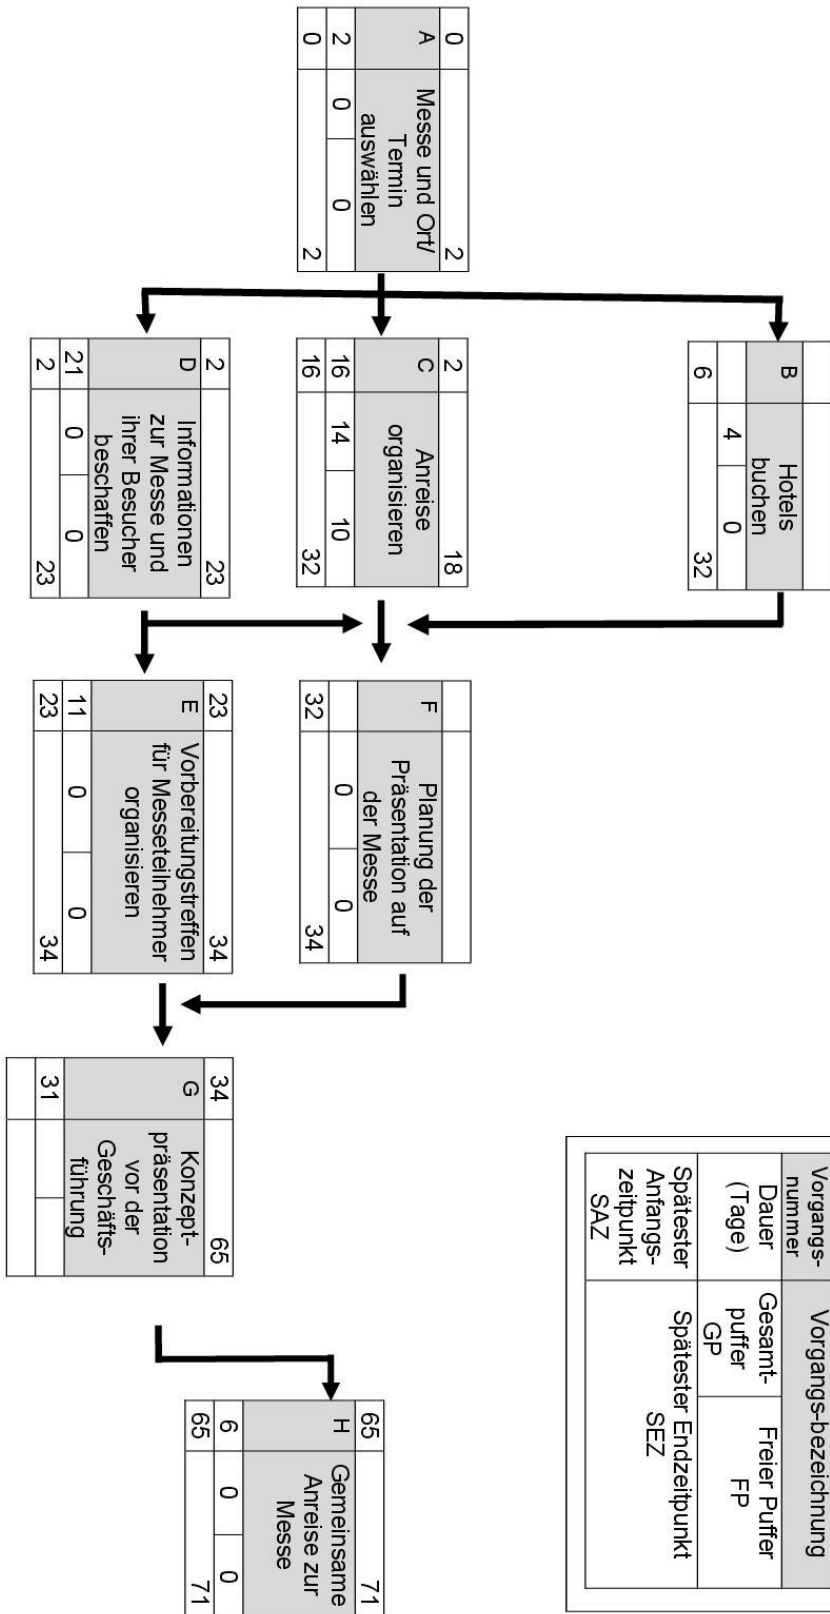 0
2
A
Messe und Ort/
Termin
auswählen
2
0
0
0
2
B
Hotels
buchen
4
0
6
32
2
18
C
Anreise
organisieren
16
14
10
16
32
2
23
D
Informationen
zur Messe und
ihrer Besucher
beschaffen
21
0
0
2
23
F
Planung der
Präsentation auf
der Messe
0
0
32
34
23
34
E
Vorbereitungstreffen
für Messeteilnehmer
organisieren
11
0
0
23
34
34
65
G
Konzept-
präsentation
vor der
Geschäfts-
führung
31
65
71
H
Gemeinsame
Anreise zur
Messe
6
0
0
65
71
Vorgangs-
nummer
Vorgangs-bezeichnung
Dauer
(Tage)
Gesamt-
puffer
GP
Freier Puffer
FP
Spätester
Anfangs-
zeitpunkt
SAZ
Spätester Endzeitpunkt
SEZ